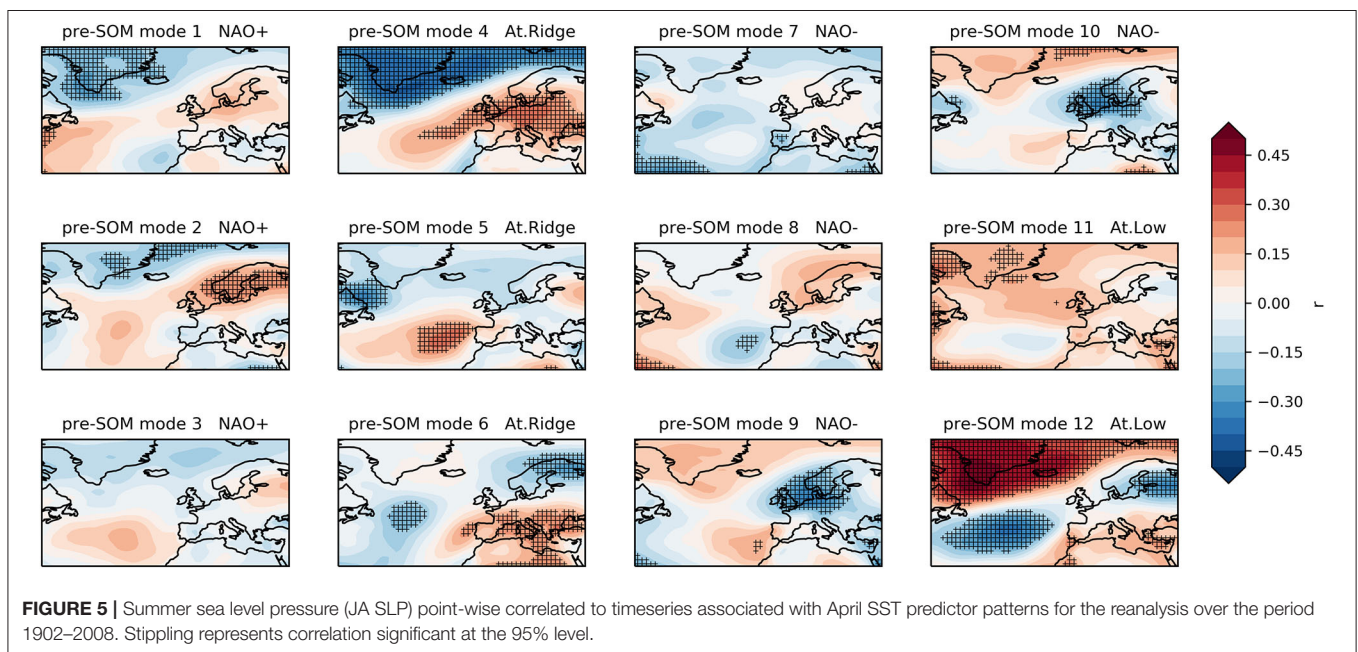 pre-SOM mode 1 NAO+
pre-SOM mode 4 At.Ridge
pre-SOM mode 7 NAO-
pre-SOM mode 10 NAO-
pre-SOM mode 2 NAO+
pre-SOM mode 5 At.Ridge
pre-SOM mode 8 NAO-
pre-SOM mode 11 At.Low
pre-SOM mode 3 NAO+
pre-SOM mode 6 At.Ridge
pre-SOM mode 9 NAO-
pre-SOM mode 12 At.Low
0.45
0.30
0.15
0.00
−0.15
−0.30
−0.45
r
FIGURE 5 | Summer sea level pressure (JA SLP) point-wise correlated to timeseries associated with April SST predictor patterns for the reanalysis over the period
1902–2008. Stippling represents correlation significant at the 95% level.